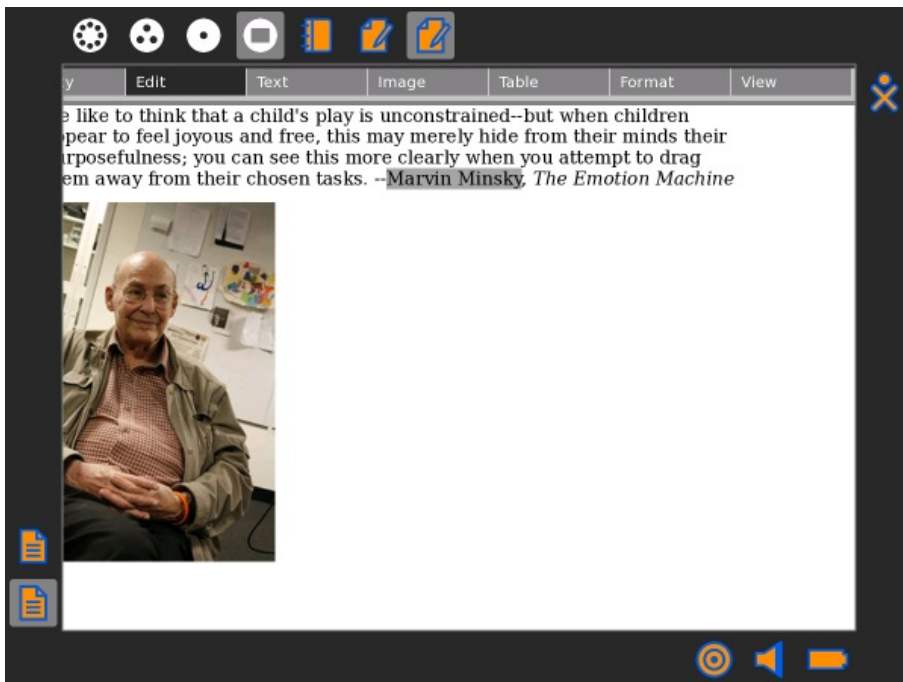 y Edit Text Image Table Format View
e like to think that a child's play is unconstrained--but when children
pear to feel joyous and free, this may merely hide from their minds their
rposefulness; you can see this more clearly when you attempt to drag
em away from their chosen tasks. --Marvin Minsky, The Emotion Machine